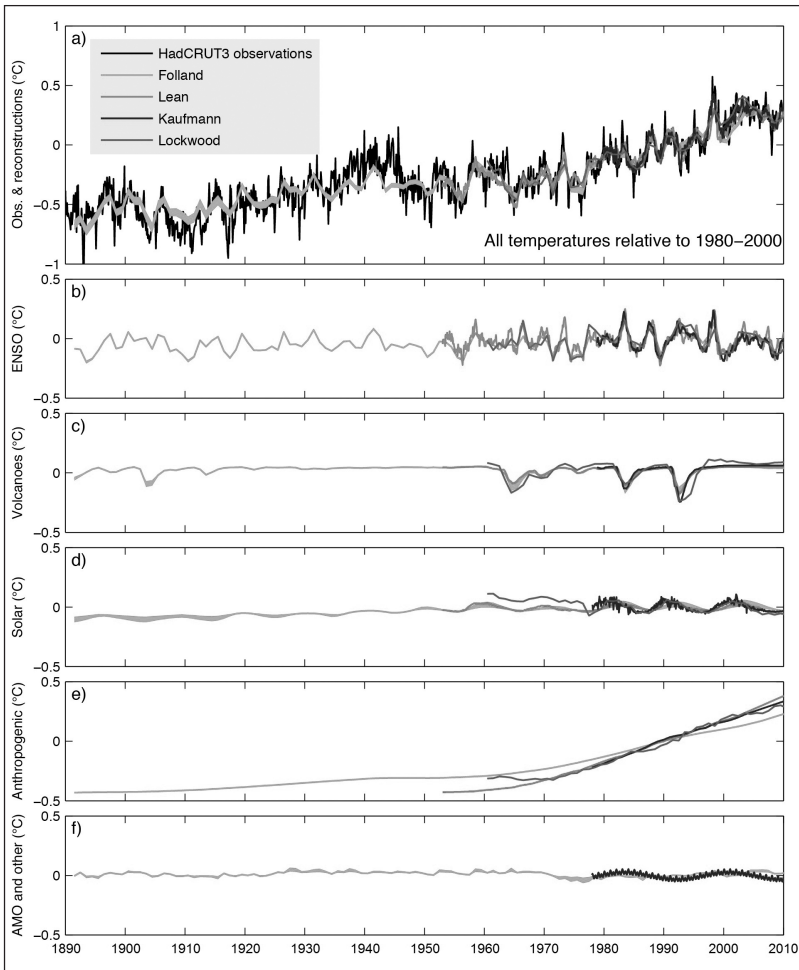 a)
HadCRUT3 observations
Folland
Lean
Kaufmann
Lockwood
Obs. & reconstructions (°C)
1
0.5
0
−0.5
−1
All temperatures relative to 1980−2000
b)
ENSO (°C)
0.5
0
−0.5
c)
Volcanoes (°C)
0.5
0
−0.5
d)
Solar (°C)
0.5
0
−0.5
e)
Anthropogenic (°C)
0.5
0
−0.5
f)
AMO and other (°C)
0.5
0
−0.5
1890 1900 1910 1920 1930 1940 1950 1960 1970 1980 1990 2000 2010